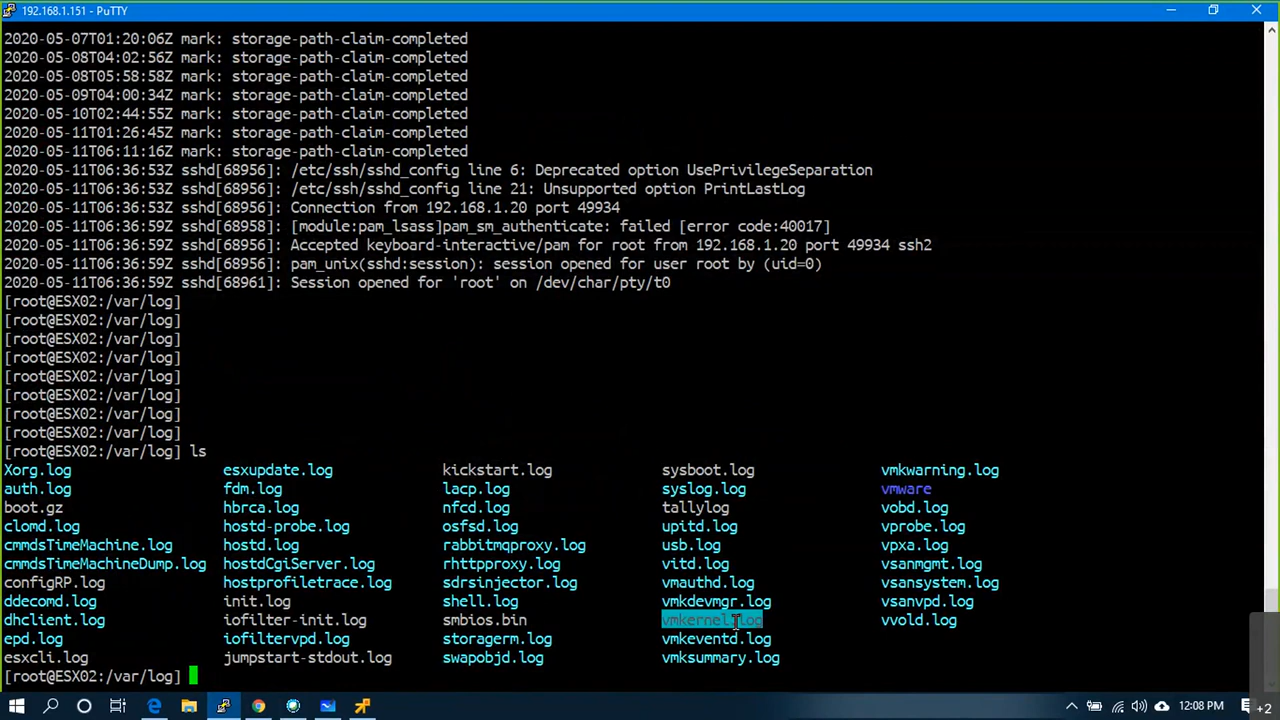 192.168.1.151 - PuTTY
2020-05-07T01:20:06Z mark: storage-path-claim-completed
2020-05-08T04:02:56Z mark: storage-path-claim-completed
2020-05-08T05:58:58Z mark: storage-path-claim-completed
2020-05-09T04:00:34Z mark: storage-path-claim-completed
2020-05-10T02:44:55Z mark: storage-path-claim-completed
2020-05-11T01:26:45Z mark: storage-path-claim-completed
2020-05-11T06:11:16Z mark: storage-path-claim-completed
2020-05-11T06:36:53Z sshd[68956]: /etc/ssh/sshd_config line 6: Deprecated option UsePrivilegeSeparation
2020-05-11T06:36:53Z sshd[68956]: /etc/ssh/sshd_config line 21: Unsupported option PrintLastLog
2020-05-11T06:36:53Z sshd[68956]: Connection from 192.168.1.20 port 49934
2020-05-11T06:36:59Z sshd[68958]: [module:pam_lsass]pam_sm_authenticate: failed [error code:40017]
2020-05-11T06:36:59Z sshd[68956]: Accepted keyboard-interactive/pam for root from 192.168.1.20 port 49934 ssh2
2020-05-11T06:36:59Z sshd[68956]: pam_unix(sshd:session): session opened for user root by (uid=0)
2020-05-11T06:36:59Z sshd[68961]: Session opened for 'root' on /dev/char/pty/t0
[root@ESX02:/var/log]
[root@ESX02:/var/log]
[root@ESX02:/var/log]
[root@ESX02:/var/log]
[root@ESX02:/var/log]
[root@ESX02:/var/log]
[root@ESX02:/var/log]
[root@ESX02:/var/log]
[root@ESX02:/var/log] ls
Xorg.log esxupdate.log kickstart.log sysboot.log vmkwarning.log
auth.log fdm.log lacp.log syslog.log vmware
boot.gz hbrca.log nfcd.log tallylog vobd.log
clomd.log hostd-probe.log osfsd.log upitd.log vprobe.log
cmmdsTimeMachine.log hostd.log rabbitmqproxy.log usb.log vpxa.log
cmmdsTimeMachineDump.log hostdCgiServer.log rhttpproxy.log vitd.log vsanmgmt.log
configRP.log hostprofiletrace.log sdrsinjector.log vmauthd.log vsansystem.log
ddecomd.log init.log shell.log vmkdevmgr.log vsanvpd.log
dhclient.log iofilter-init.log smbios.bin vmkernel.log vvold.log
epd.log iofiltervpd.log storagerm.log vmkeventd.log
esxcli.log jumpstart-stdout.log swapobjd.log vmksummary.log
[root@ESX02:/var/log]
12:08 PM
+2